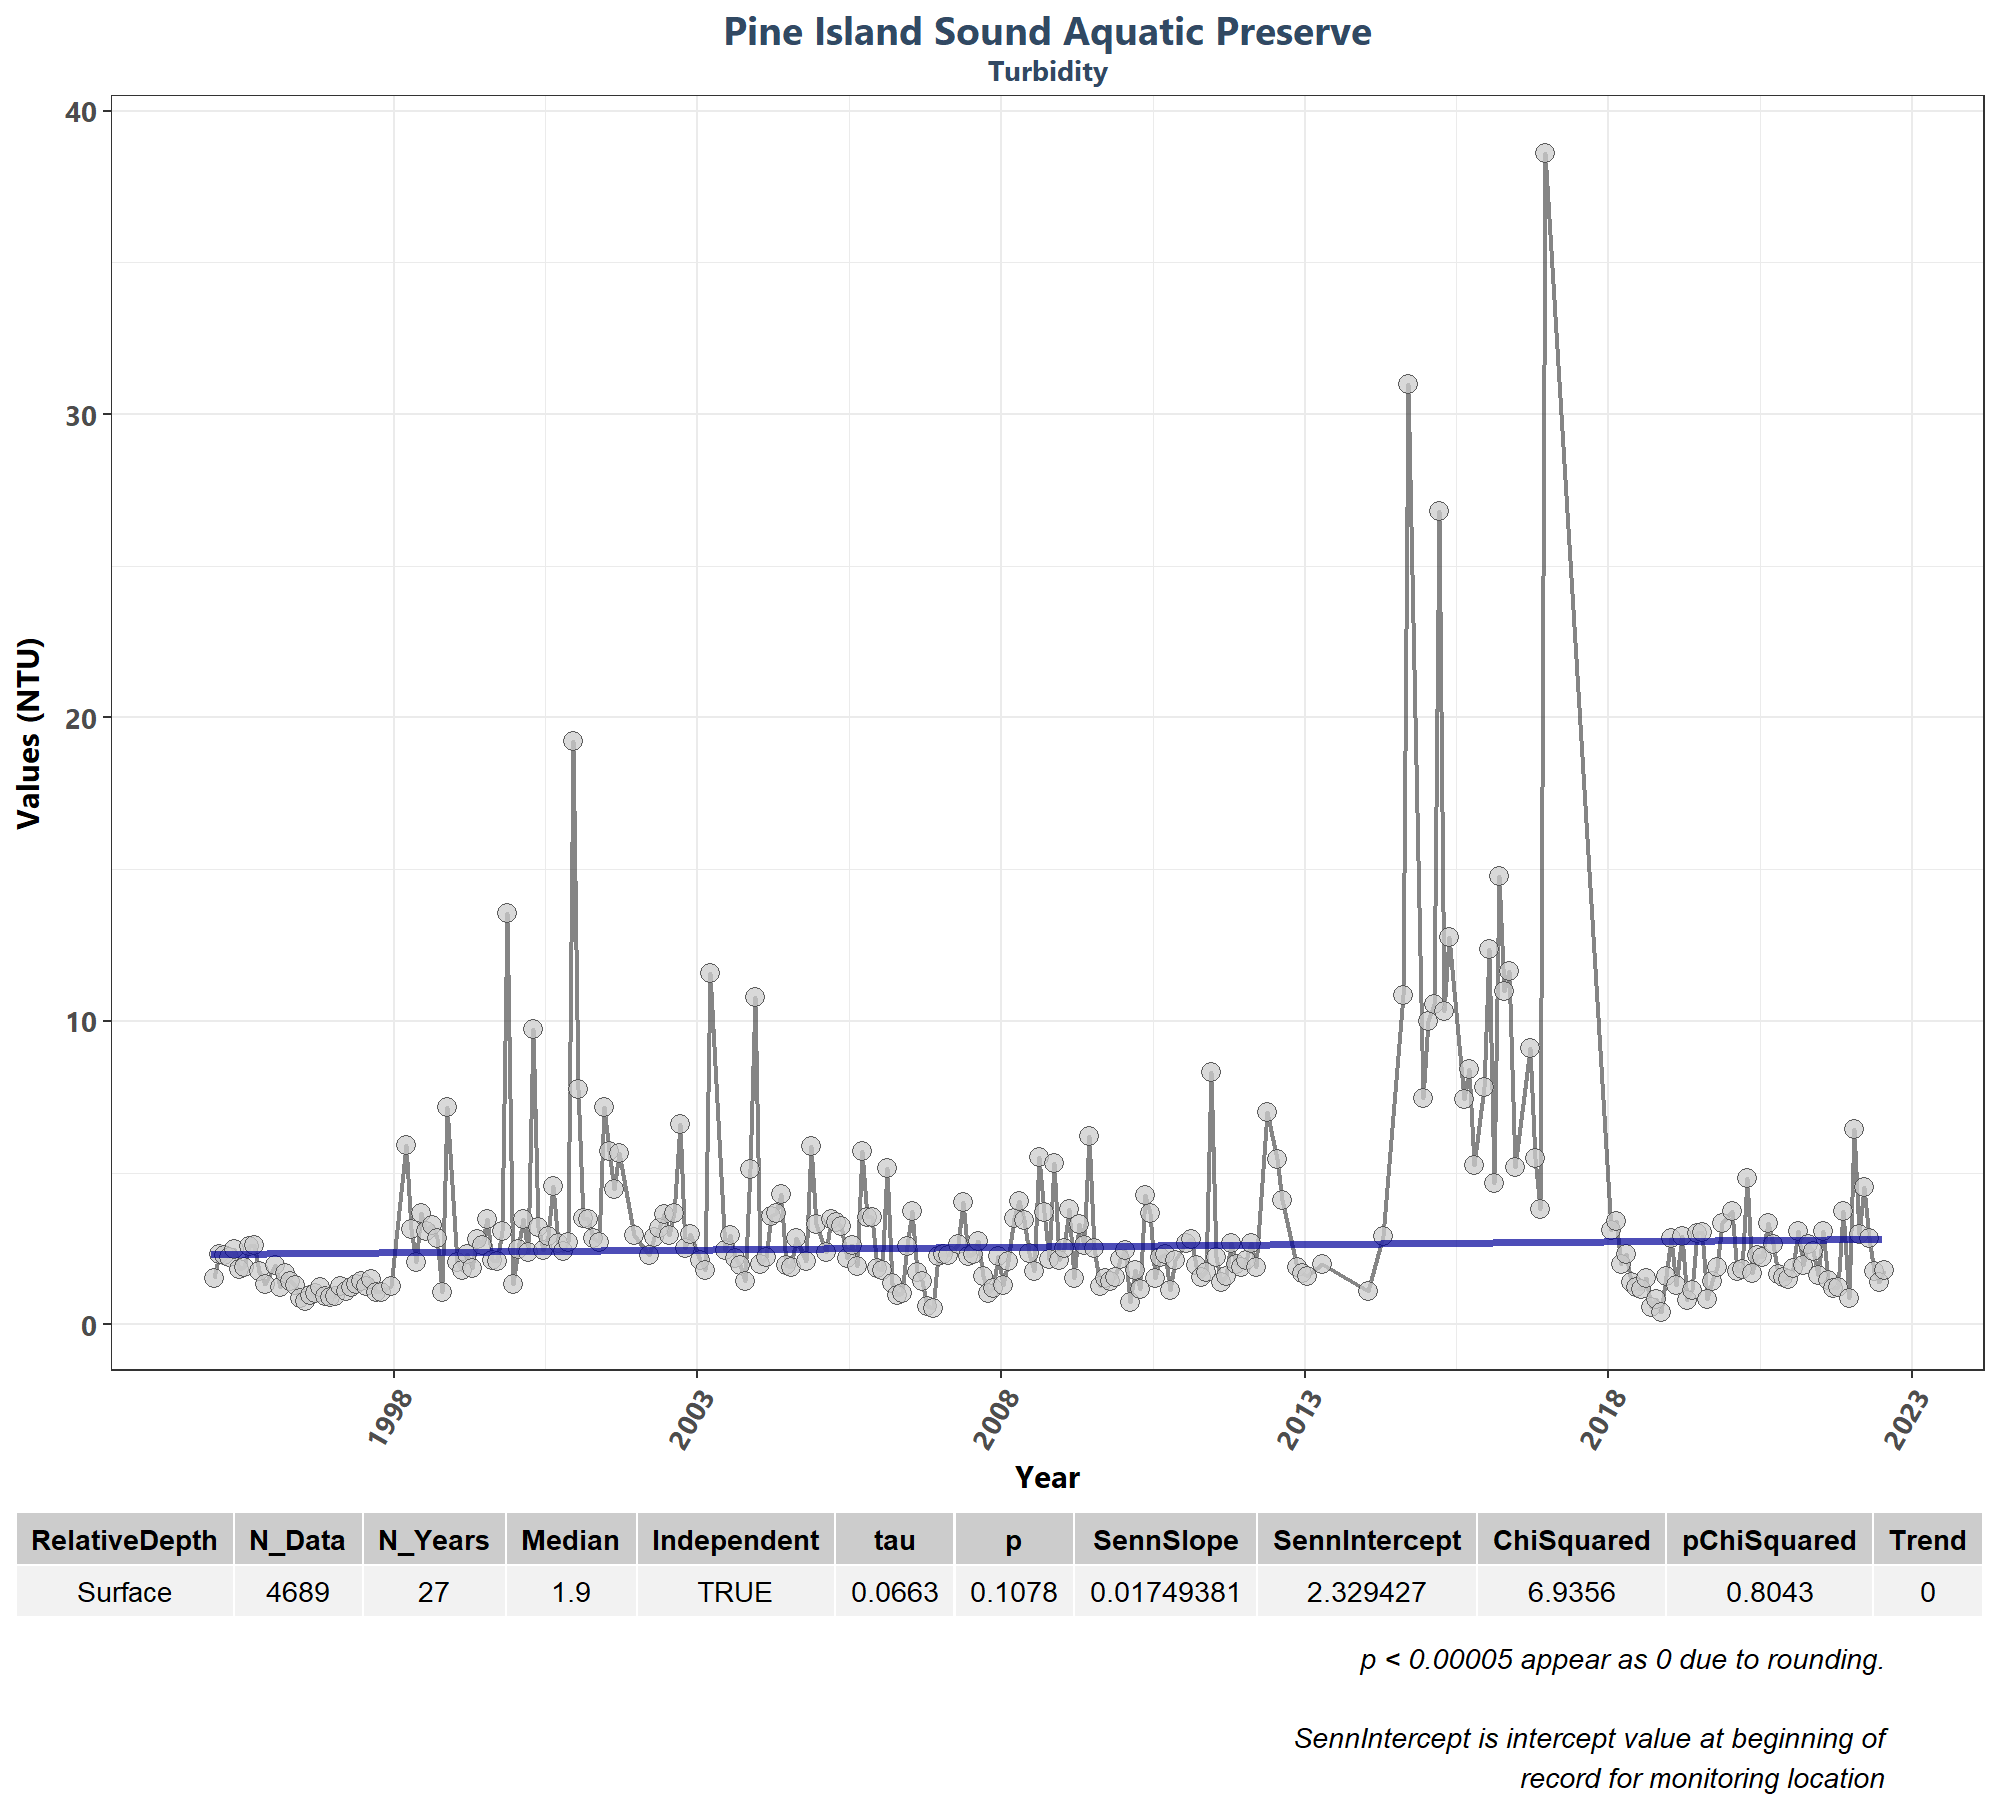 Pine Island Sound Aquatic Preserve
Turbidity
Values (NTU)
40
30
20
10
0
1998 2003 2008 2013 2018 2023
Year
RelativeDepth N_Data N_Years Median Independent tau p SennSlope SennIntercept ChiSquared pChiSquared Trend
Surface 4689 27 1.9 TRUE 0.0663 0.1078 0.01749381 2.329427 6.9356 0.8043 0
p < 0.00005 appear as 0 due to rounding.
SennIntercept is intercept value at beginning of
record for monitoring location